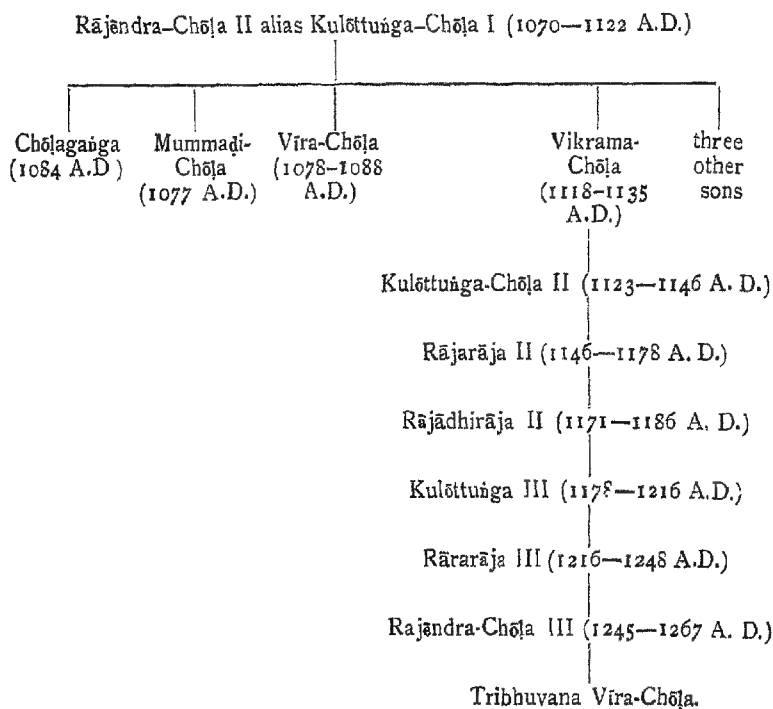 Rājēndra–Chōḷa II alias Kulōttuṅga–Chōḷa I (1070—1122 A.D.)
Chōḷagaṅga Mummaḍi- Vīra-Chōḷa Vikrama- three
(1084 A.D ) Chōḷa (1078-1088 Chōḷa other
(1077 A.D.) A.D.) (1118-1135 sons
A.D.)
Kulōttuṅga-Chōḷa II (1123—1146 A. D.)
Rājarāja II (1146—1178 A. D.)
Rājādhirāja II (1171—1186 A. D.)
Kulōttuṅga III (1178—1216 A.D.)
Rārarāja III (1216—1248 A.D.)
Rajēndra-Chōḷa III (1245—1267 A. D.)
Tribhuvana Vīra-Chōḷa.